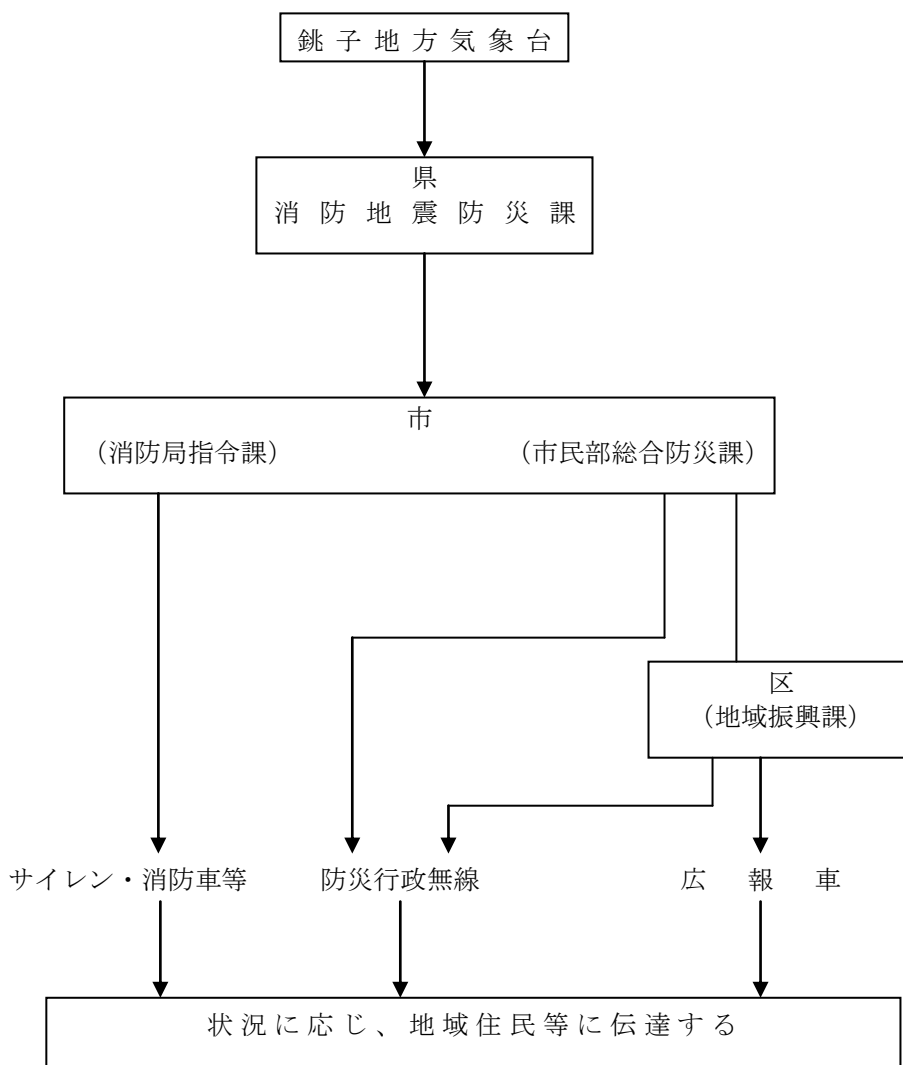 銚子地方気象台
県
消防地震防災課
市
（消防局指令課）
（市民部総合防災課）
区
（地域振興課）
サイレン・消防車等
防災行政無線
広報車
状況に応じ、地域住民等に伝達する